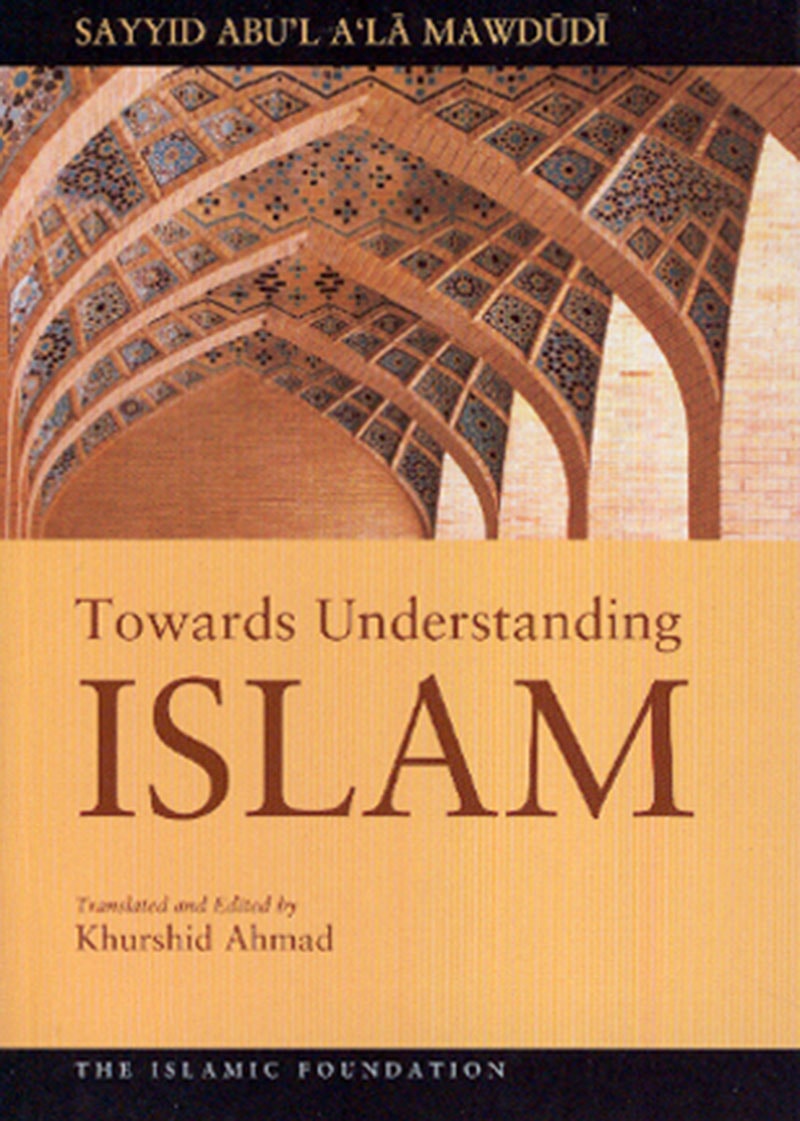 SAYYID ABU'L A‘LĀ MAWDŪDĪ
Towards Understanding
ISLAM
Translated and Edited by
Khurshid Ahmad
THE ISLAMIC FOUNDATION